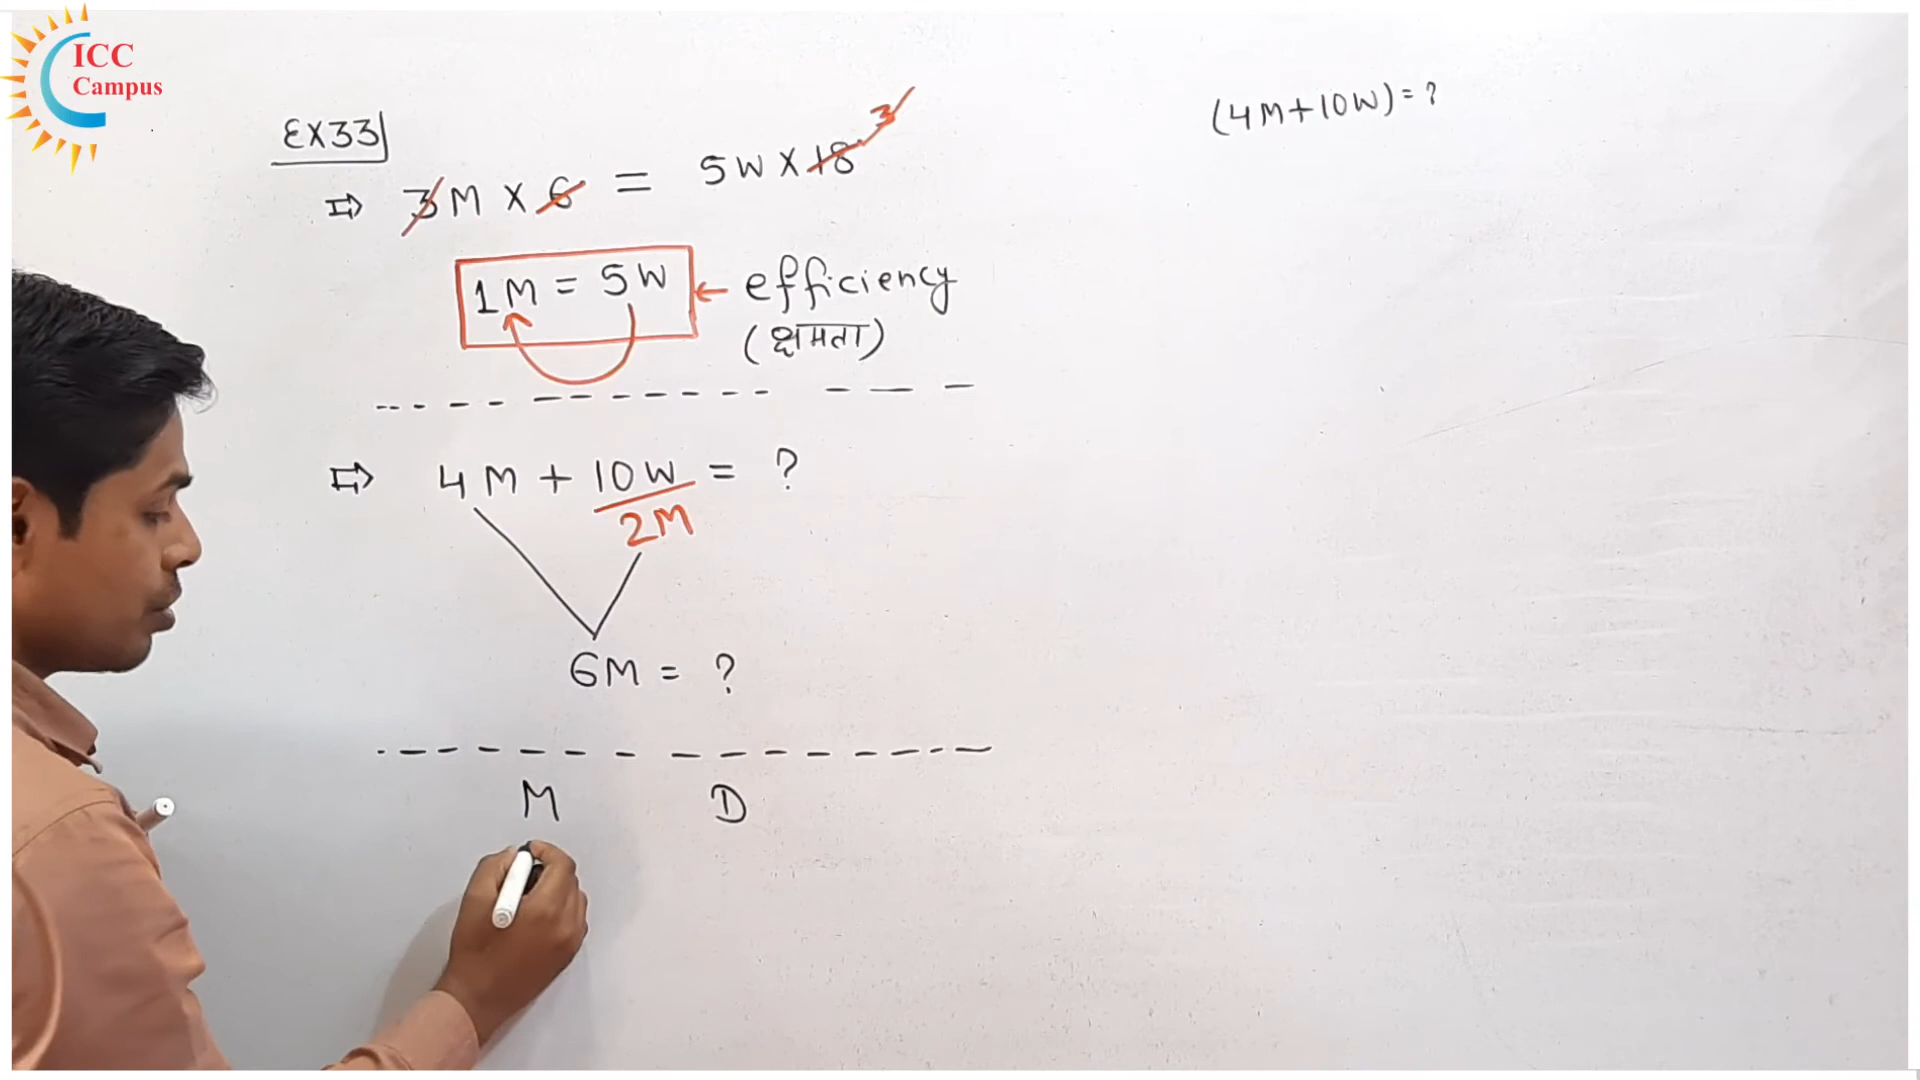 ICC
Campus
EX33
⇨ 3M × 6 = 5W × 18 3
1M = 5W ← efficiency
(क्षमता)
⇨ 4M + 10W = ?
2M
6M = ?
M D
(4M+10W) = ?